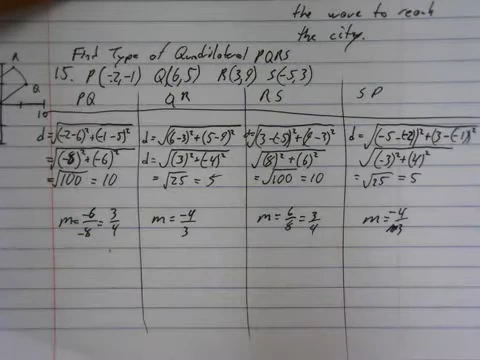 the wave to reach
the city.
Find Type of Quadilateral PQRS
15. P(-2,-1) Q(6,5) R(3,9) S(-5,3)
R
Q
10
PQ QR RS SP
d=√(-2-6)²+(-1-5)² d=√(6-3)²+(5-9)² √(3-(-5))²+(9-3)² d=√(-5-(-2))²+(3-(-1))²
=√(-8)²+(-6)² d=√(3)²+(-4)² √(8)²+(6)² =√(-3)²+(4)²
=√100 = 10 =√25 = 5 =√100 = 10 =√25 = 5
m=-6/-8=3/4 m=-4/3 m=6/8=3/4 m=-4/3